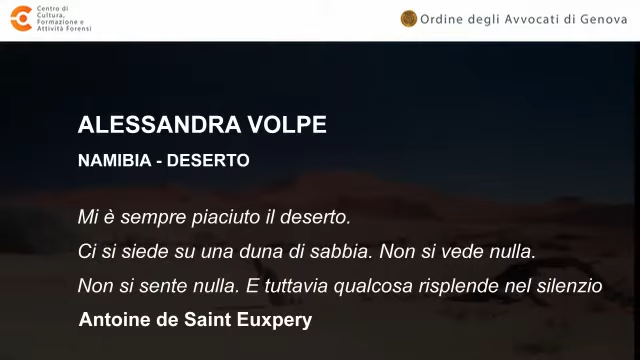 Centro di
Cultura,
Formazione e
Attività Forensi
Ordine degli Avvocati di Genova
ALESSANDRA VOLPE
NAMIBIA - DESERTO
Mi è sempre piaciuto il deserto.
Ci si siede su una duna di sabbia. Non si vede nulla.
Non si sente nulla. E tuttavia qualcosa risplende nel silenzio
Antoine de Saint Euxpery